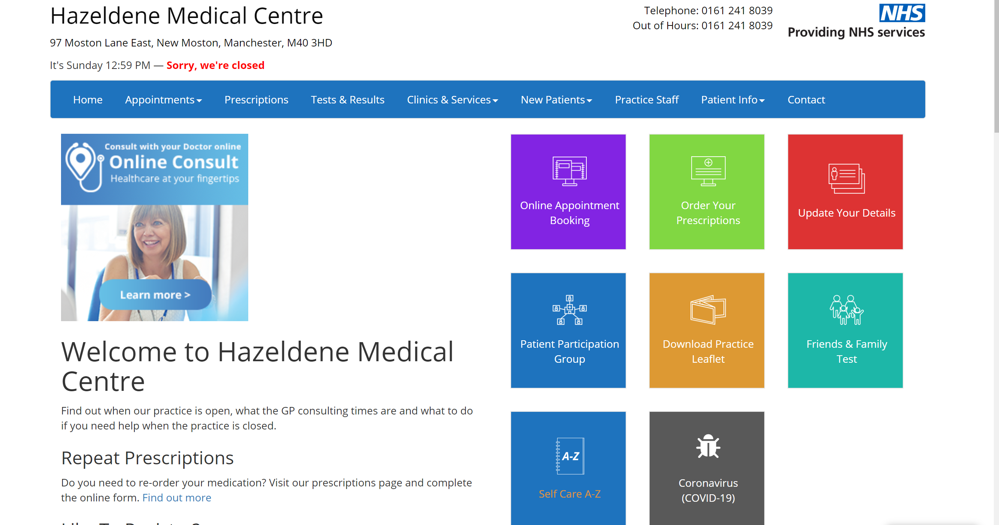 Hazeldene Medical Centre
97 Moston Lane East, New Moston, Manchester, M40 3HD
It's Sunday 12:59 PM — Sorry, we're closed
Telephone: 0161 241 8039
Out of Hours: 0161 241 8039
NHS
Providing NHS services
Home Appointments Prescriptions Tests & Results Clinics & Services New Patients Practice Staff Patient Info Contact
Consult with your Doctor online
Online Consult
Healthcare at your fingertips
Learn more >
Welcome to Hazeldene Medical
Centre
Find out when our practice is open, what the GP consulting times are and what to do
if you need help when the practice is closed.
Repeat Prescriptions
Do you need to re-order your medication? Visit our prescriptions page and complete
the online form. Find out more
Online Appointment
Booking
Order Your
Prescriptions
Update Your Details
Patient Participation
Group
Download Practice
Leaflet
Friends & Family
Test
A-Z
Self Care A-Z
Coronavirus
(COVID-19)